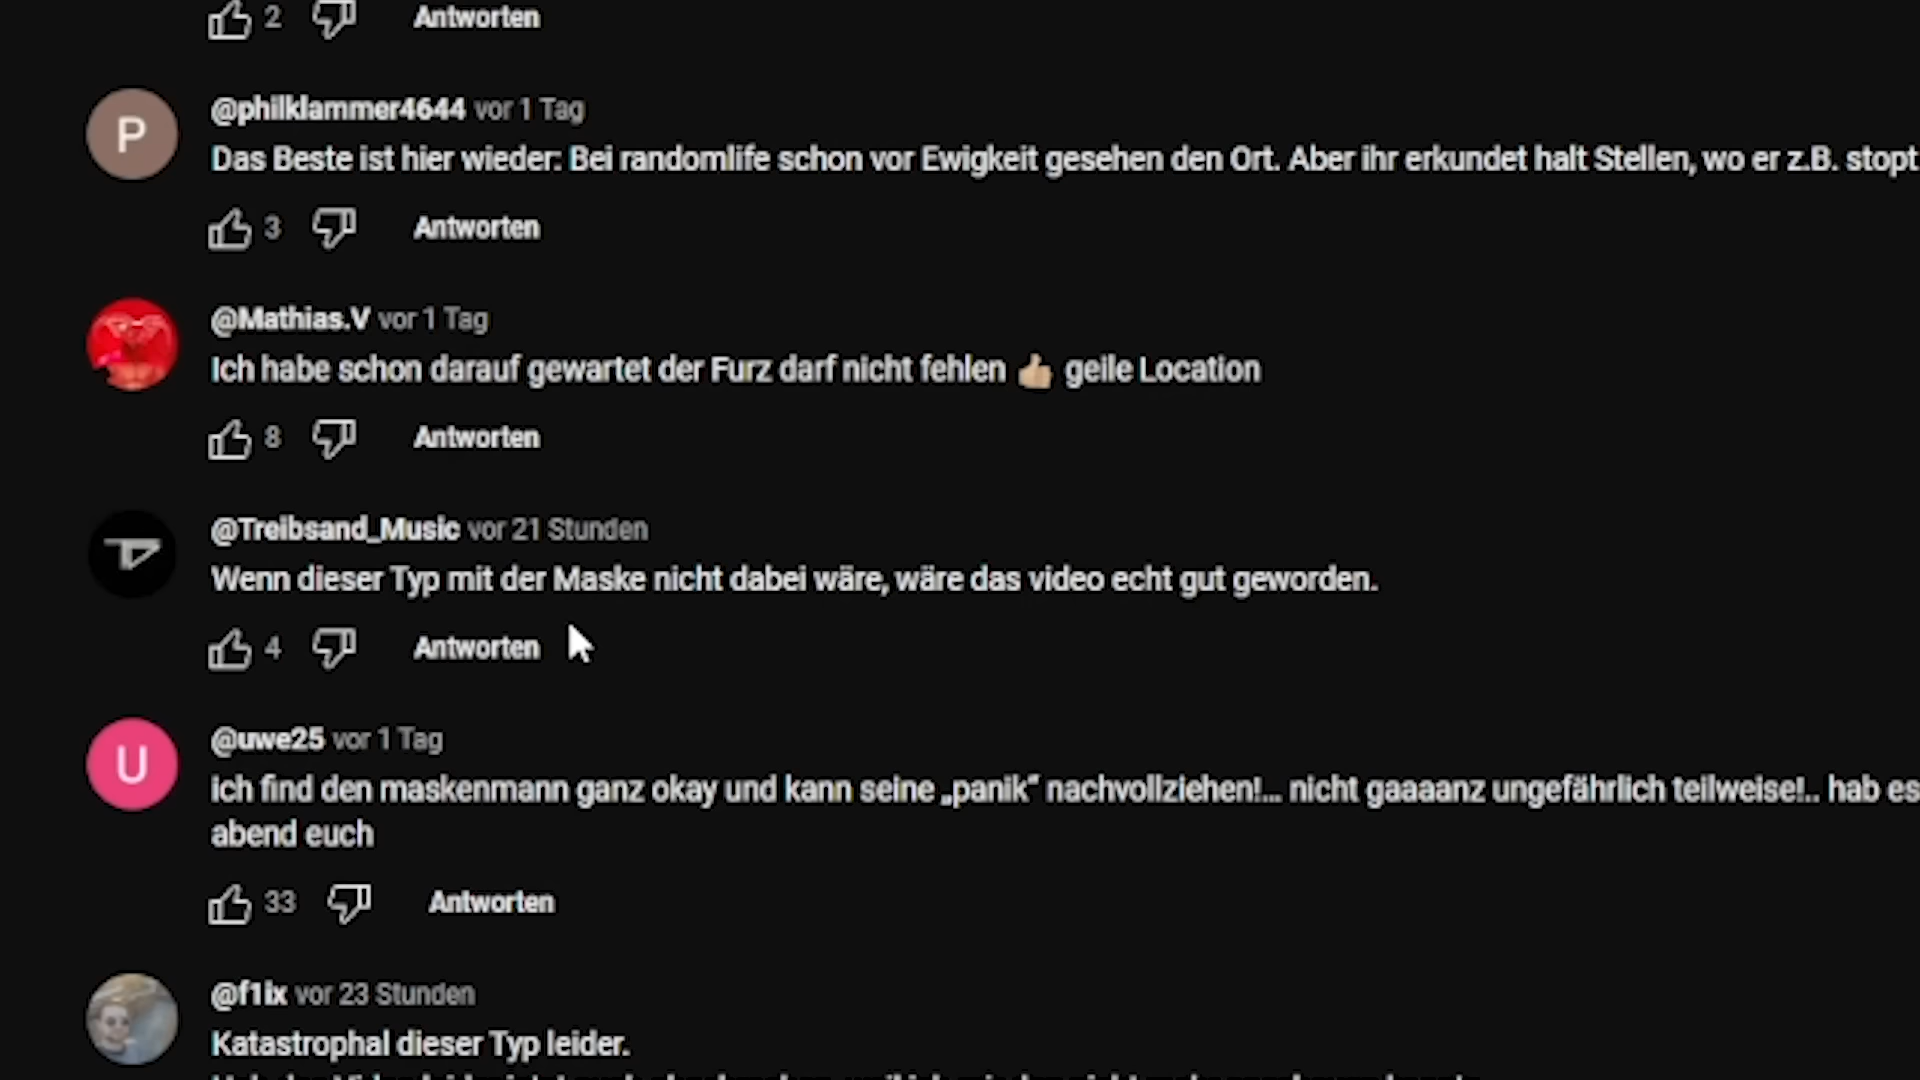 2 Antworten
P
@philklammer4644 vor 1 Tag
Das Beste ist hier wieder: Bei randomlife schon vor Ewigkeit gesehen den Ort. Aber ihr erkundet halt Stellen, wo er z.B. stopt.
3 Antworten
@Mathias.V vor 1 Tag
Ich habe schon darauf gewartet der Furz darf nicht fehlen 👍🏼 geile Location
8 Antworten
@Treibsand_Music vor 21 Stunden
Wenn dieser Typ mit der Maske nicht dabei wäre, wäre das video echt gut geworden.
4 Antworten
U
@uwe25 vor 1 Tag
ich find den maskenmann ganz okay und kann seine „panik“ nachvollziehen!... nicht gaaaanz ungefährlich teilweise!.. hab es
abend euch
33 Antworten
@f1ix vor 23 Stunden
Katastrophal dieser Typ leider.